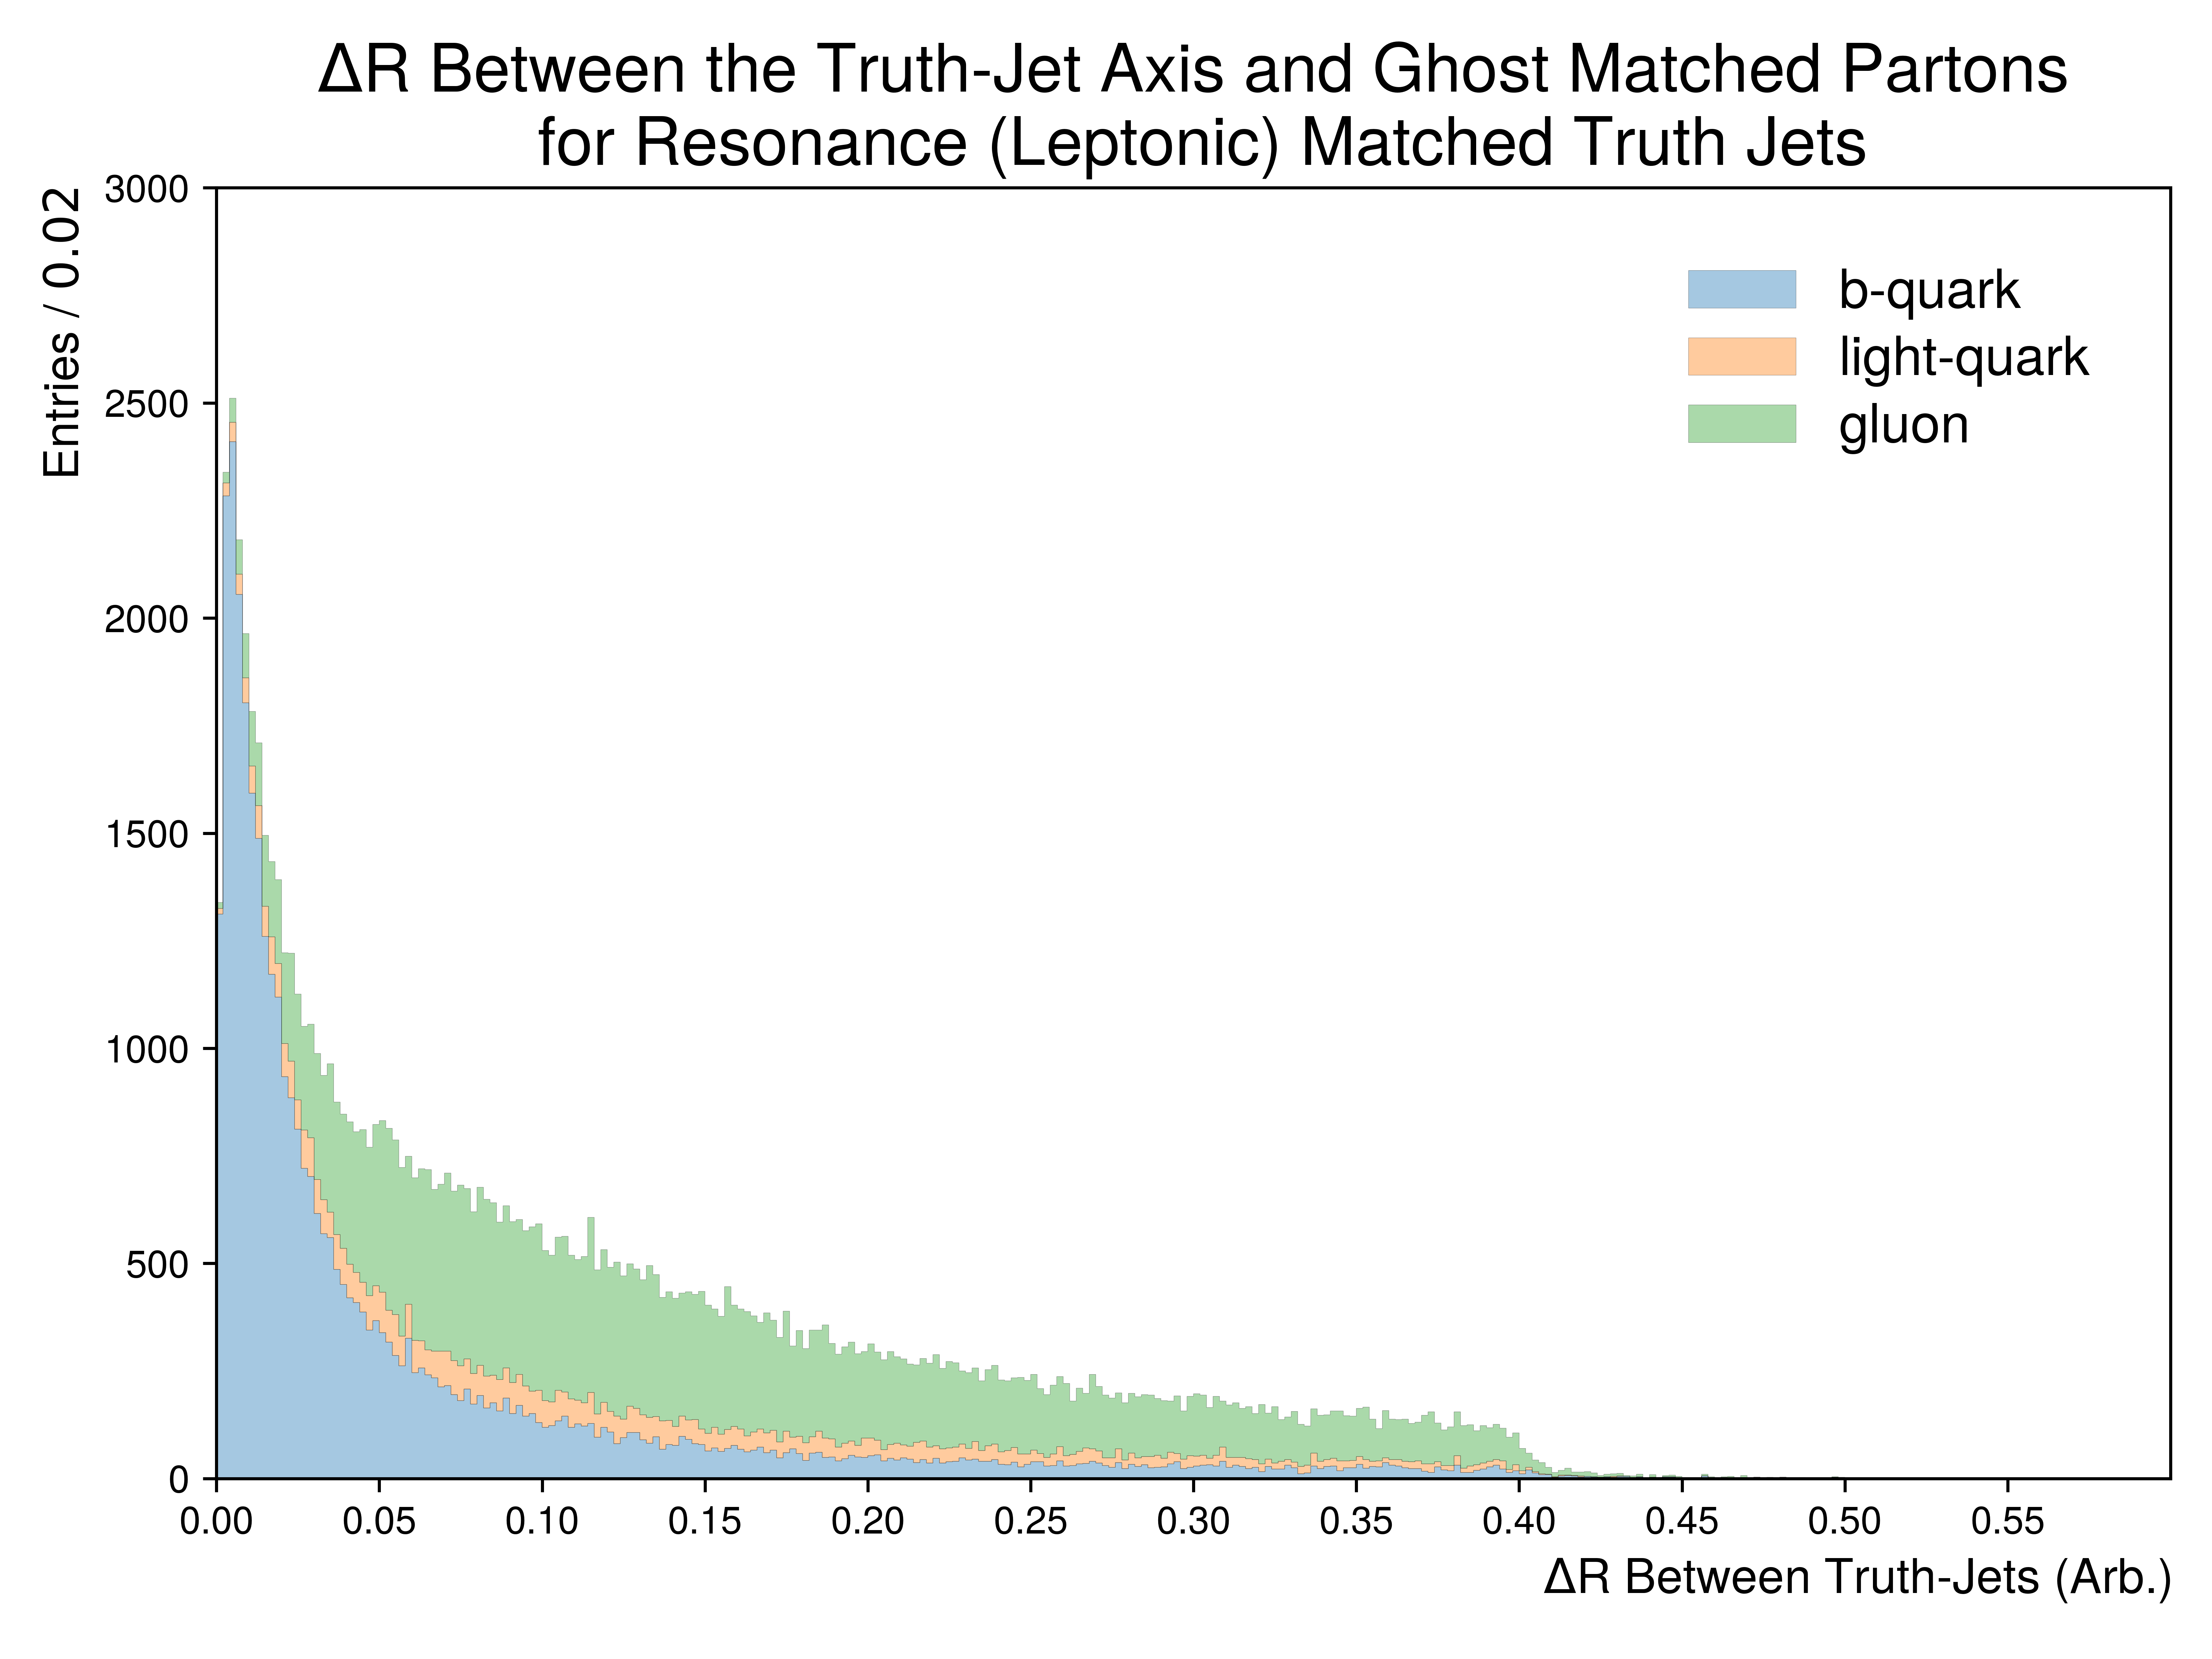 ΔR Between the Truth-Jet Axis and Ghost Matched Partons
for Resonance (Leptonic) Matched Truth Jets
Entries / 0.02
3000
2500
2000
1500
1000
500
0
b-quark
light-quark
gluon
0.00 0.05 0.10 0.15 0.20 0.25 0.30 0.35 0.40 0.45 0.50 0.55
ΔR Between Truth-Jets (Arb.)